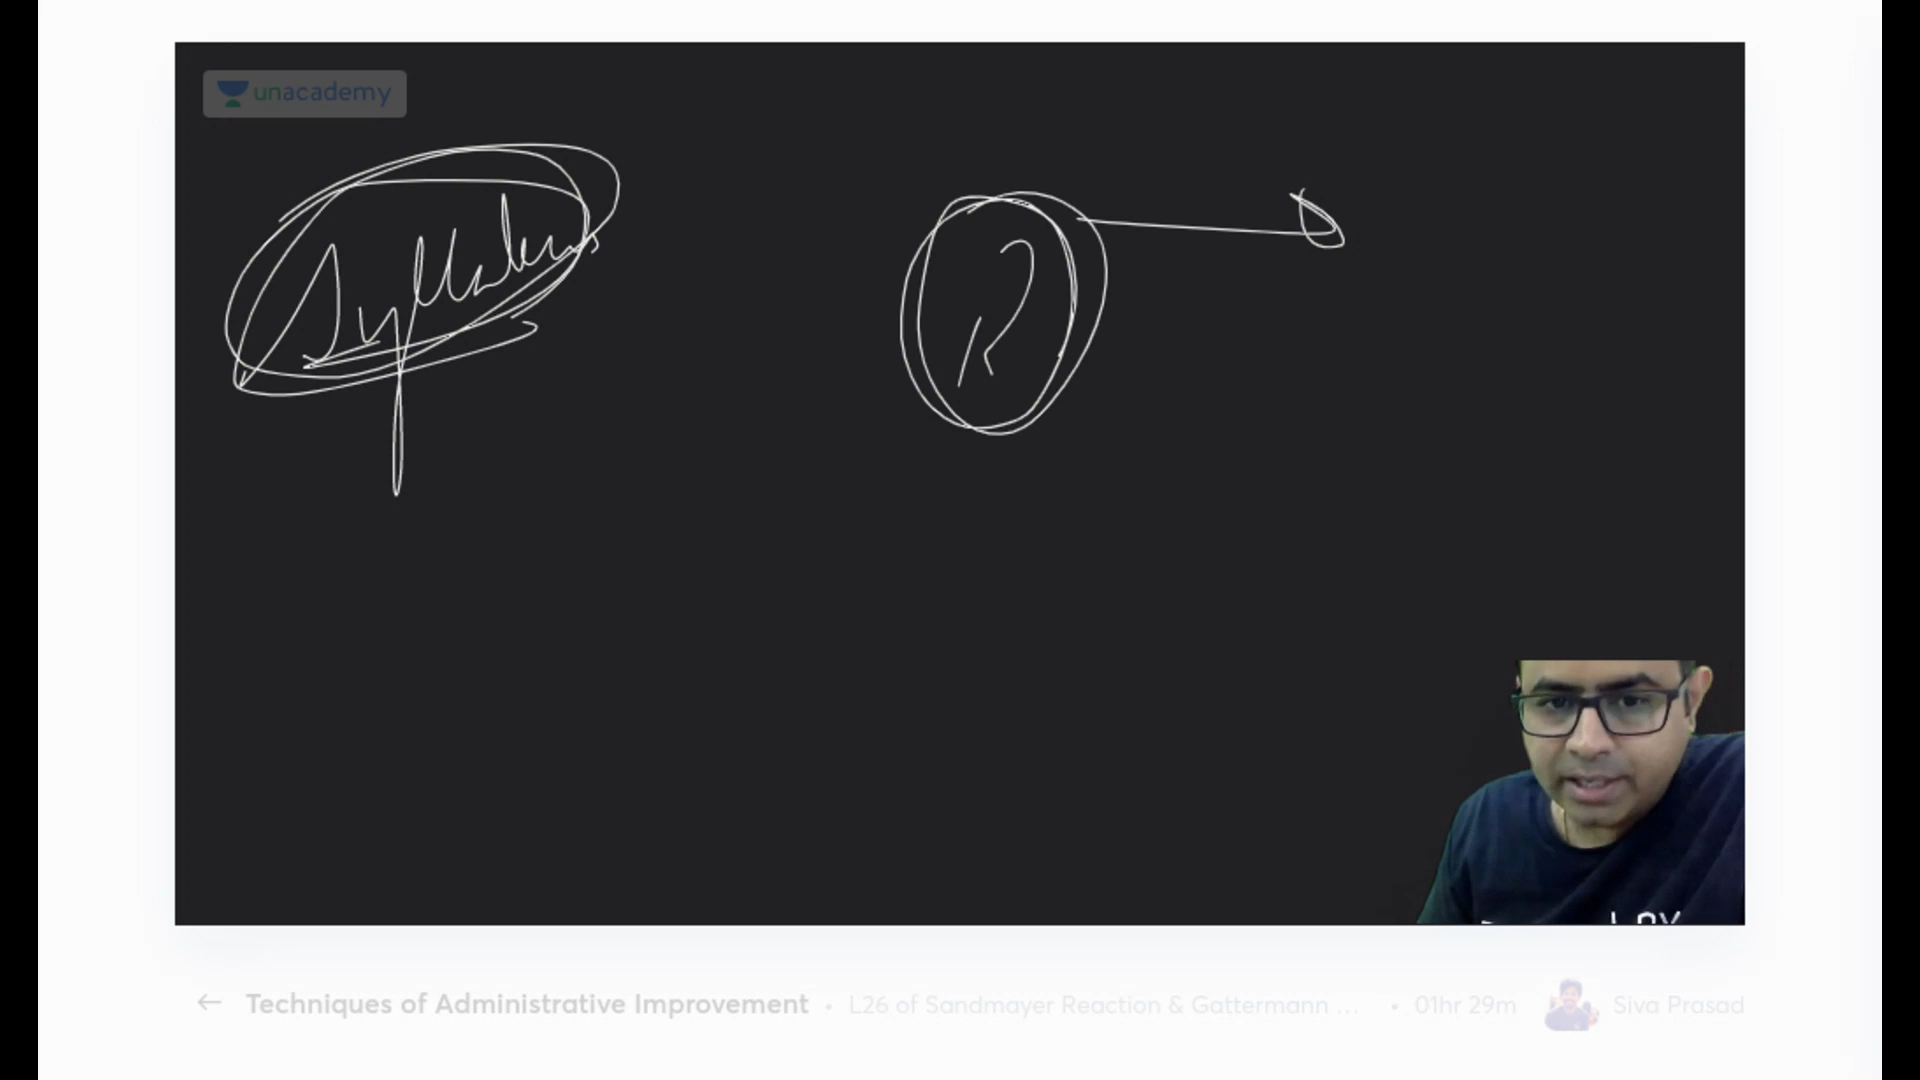 unacademy
Syllabus
R
Techniques of Administrative Improvement • L26 of Sandmayer Reaction & Gattermann ... • 01hr 29m Siva Prasad